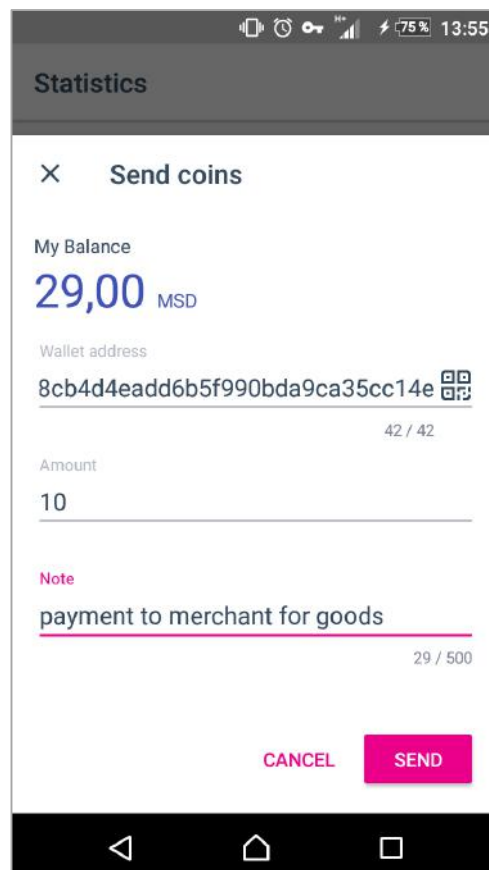 H+
75% 13:55
Statistics
Send coins
My Balance
29,00 MSD
Wallet address
8cb4d4eadd6b5f990bda9ca35cc14e
42 / 42
Amount
10
Note
payment to merchant for goods
29 / 500
CANCEL SEND